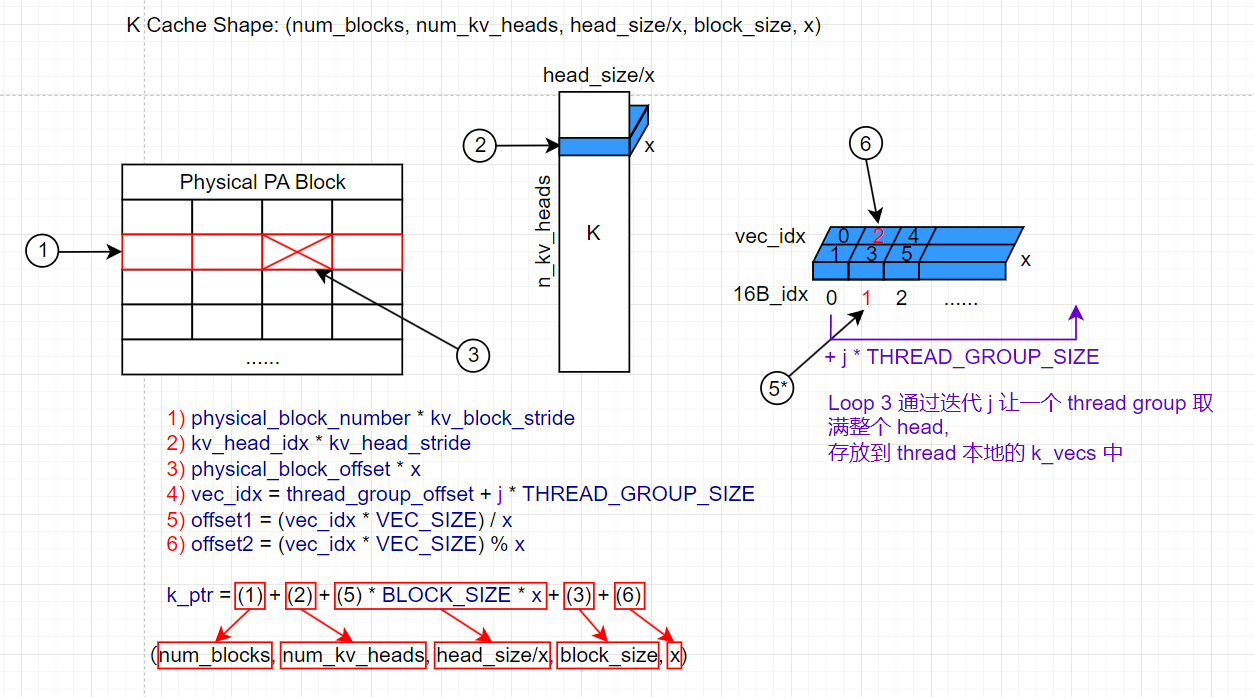 K Cache Shape: (num_blocks, num_kv_heads, head_size/x, block_size, x)
head_size/x
2
x
6
Physical PA Block
1
n_kv_heads
K
vec_idx
0 2 4
1 3 5
x
16B_idx 0 1 2 ......
3
......
+ j * THREAD_GROUP_SIZE
5*
Loop 3 通过迭代 j 让一个 thread group 取
满整个 head,
存放到 thread 本地的 k_vecs 中
1) physical_block_number * kv_block_stride
2) kv_head_idx * kv_head_stride
3) physical_block_offset * x
4) vec_idx = thread_group_offset + j * THREAD_GROUP_SIZE
5) offset1 = (vec_idx * VEC_SIZE) / x
6) offset2 = (vec_idx * VEC_SIZE) % x
k_ptr = (1) + (2) + (5) * BLOCK_SIZE * x + (3) + (6)
(num_blocks, num_kv_heads, head_size/x, block_size, x)